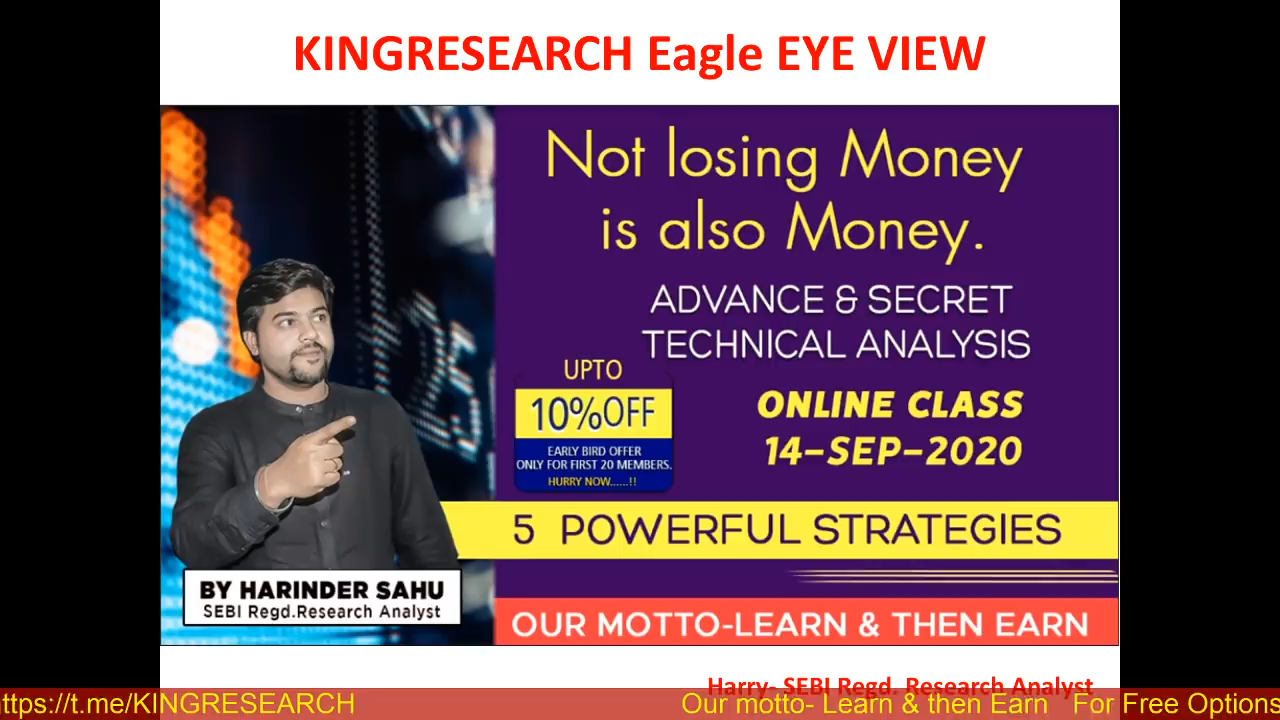 KINGRESEARCH Eagle EYE VIEW
Not losing Money
is also Money.
ADVANCE & SECRET
TECHNICAL ANALYSIS
UPTO
10%OFF
EARLY BIRD OFFER
ONLY FOR FIRST 20 MEMBERS.
HURRY NOW......!!
ONLINE CLASS
14-SEP-2020
5 POWERFUL STRATEGIES
BY HARINDER SAHU
SEBI Regd.Research Analyst
OUR MOTTO-LEARN & THEN EARN
Harry- SEBI Regd. Research Analyst
ttps://t.me/KINGRESEARCH
Our motto- Learn & then Earn For Free Options